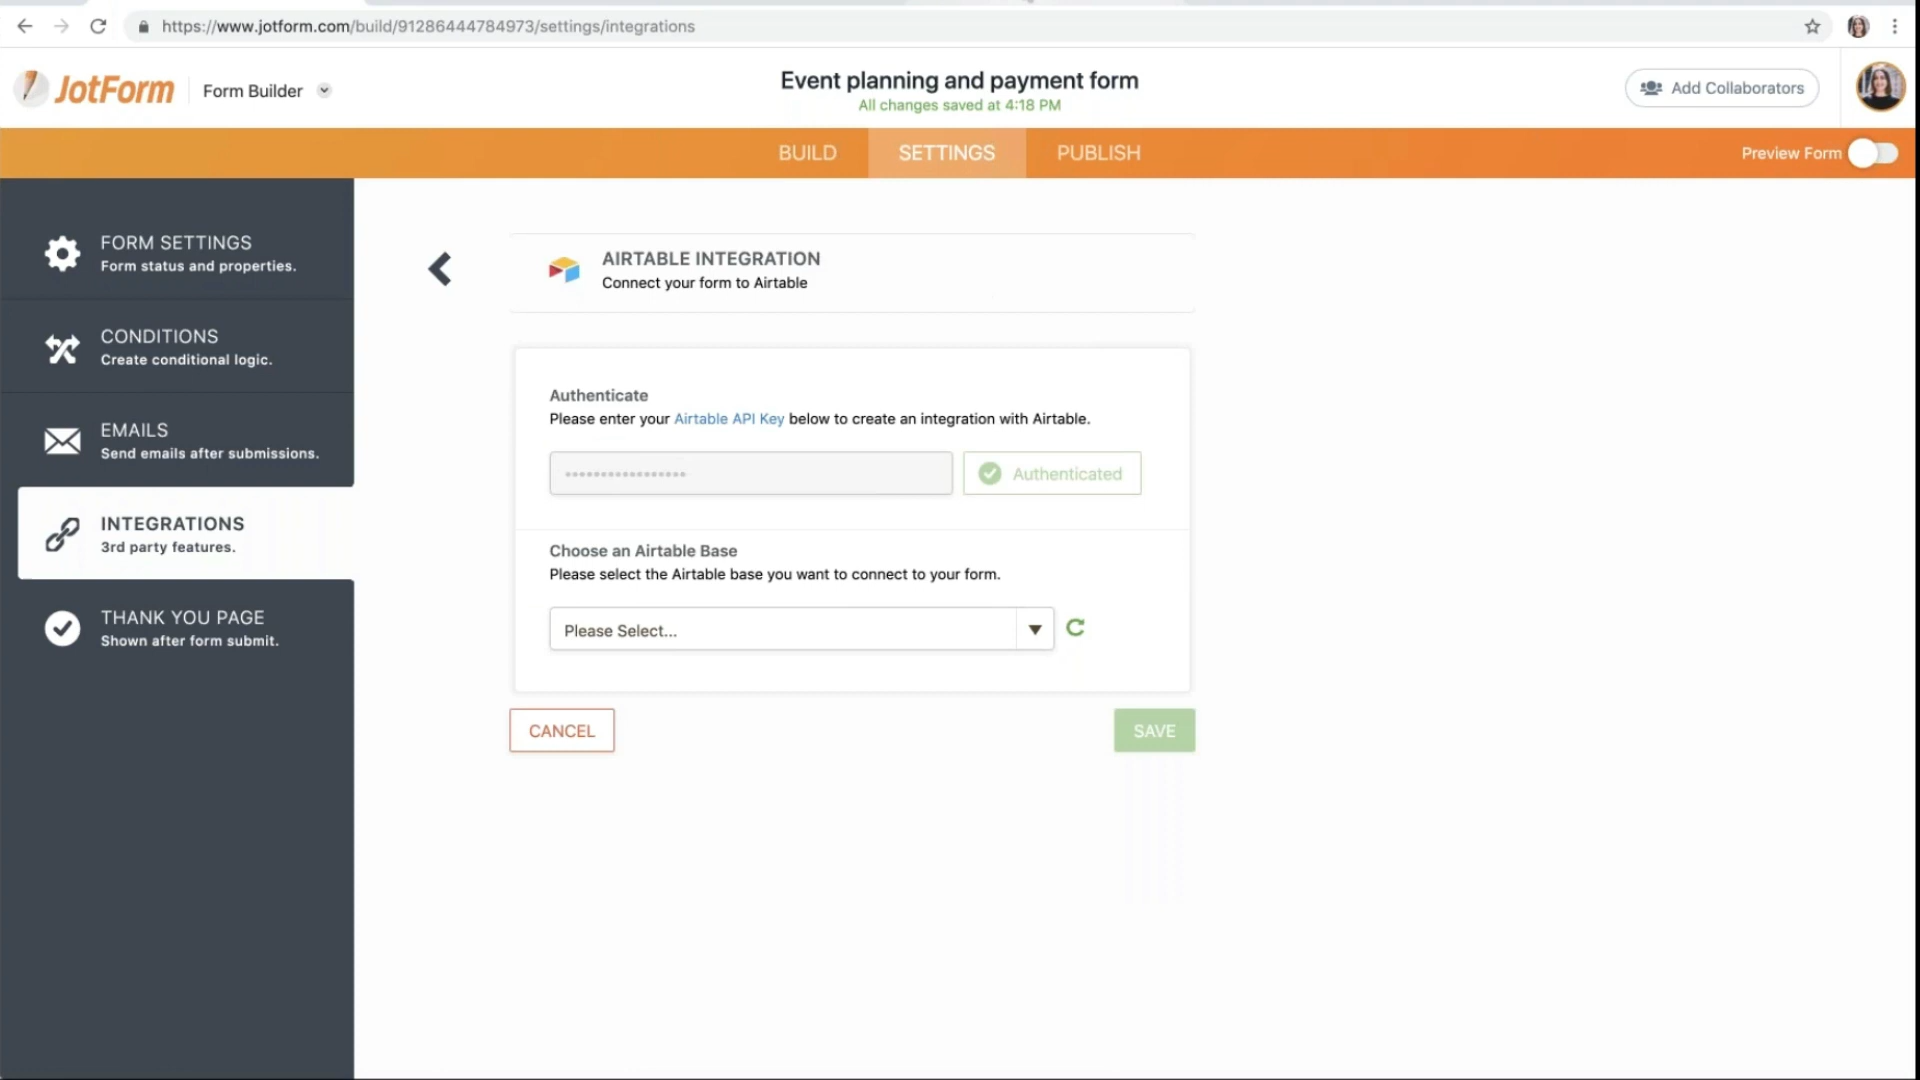 https://www.jotform.com/build/91286444784973/settings/integrations
JotForm
Form Builder
Event planning and payment form
All changes saved at 4:18 PM
Add Collaborators
BUILD
SETTINGS
PUBLISH
Preview Form
FORM SETTINGS
Form status and properties.
CONDITIONS
Create conditional logic.
EMAILS
Send emails after submissions.
INTEGRATIONS
3rd party features.
THANK YOU PAGE
Shown after form submit.
AIRTABLE INTEGRATION
Connect your form to Airtable
Authenticate
Please enter your Airtable API Key below to create an integration with Airtable.
Authenticated
Choose an Airtable Base
Please select the Airtable base you want to connect to your form.
Please Select...
CANCEL
SAVE